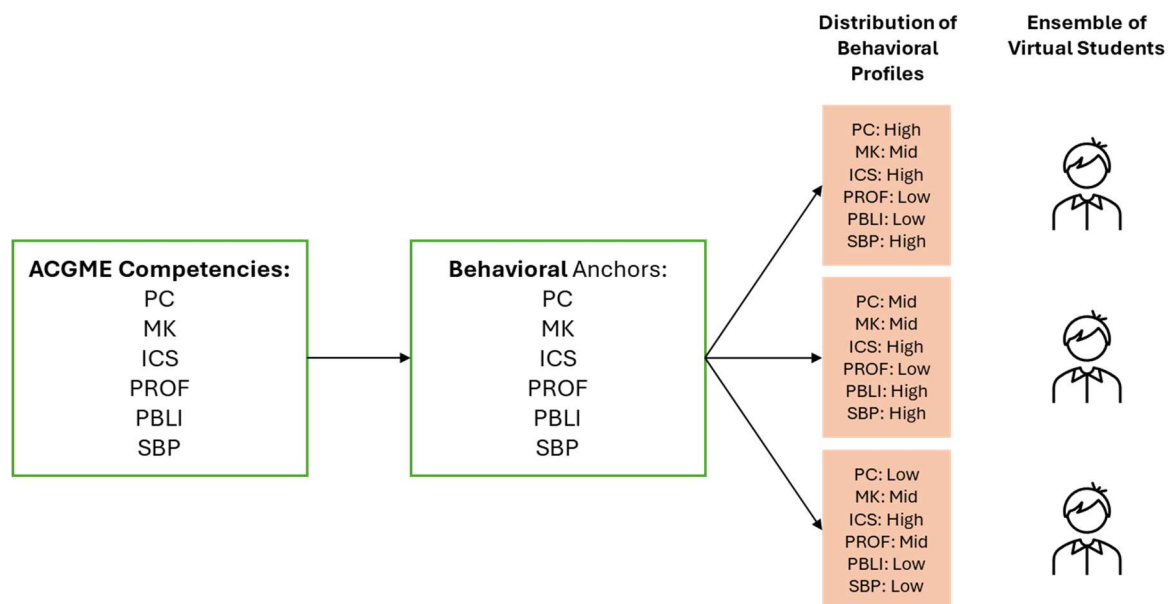 Distribution of
Behavioral
Profiles
Ensemble of
Virtual Students
ACGME Competencies:
PC
MK
ICS
PROF
PBLI
SBP
Behavioral Anchors:
PC
MK
ICS
PROF
PBLI
SBP
PC: High
MK: Mid
ICS: High
PROF: Low
PBLI: Low
SBP: High
PC: Mid
MK: Mid
ICS: High
PROF: Low
PBLI: High
SBP: High
PC: Low
MK: Mid
ICS: High
PROF: Mid
PBLI: Low
SBP: Low